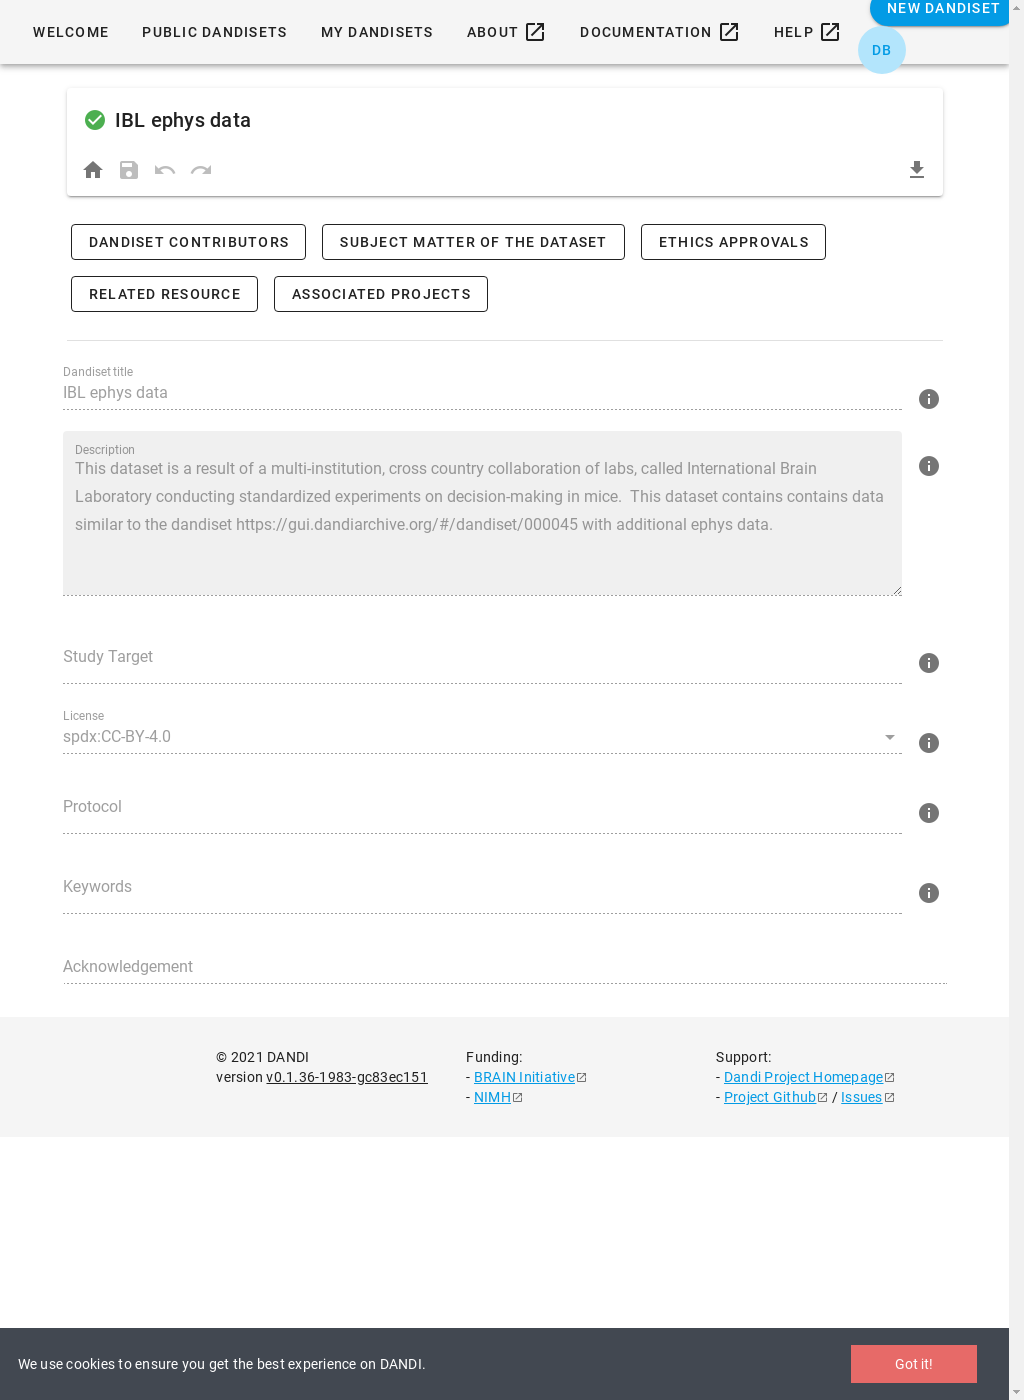 WELCOME
PUBLIC DANDISETS
MY DANDISETS
ABOUT
DOCUMENTATION
HELP
NEW DANDISET
DB
IBL ephys data
DANDISET CONTRIBUTORS
SUBJECT MATTER OF THE DATASET
ETHICS APPROVALS
RELATED RESOURCE
ASSOCIATED PROJECTS
Dandiset title
IBL ephys data
Description
This dataset is a result of a multi-institution, cross country collaboration of labs, called International Brain
Laboratory conducting standardized experiments on decision-making in mice.  This dataset contains contains data
similar to the dandiset https://gui.dandiarchive.org/#/dandiset/000045 with additional ephys data.
Study Target
License
spdx:CC-BY-4.0
Protocol
Keywords
Acknowledgement
© 2021 DANDI
version v0.1.36-1983-gc83ec151
Funding:
- BRAIN Initiative
- NIMH
Support:
- Dandi Project Homepage
- Project Github / Issues
We use cookies to ensure you get the best experience on DANDI.
Got it!